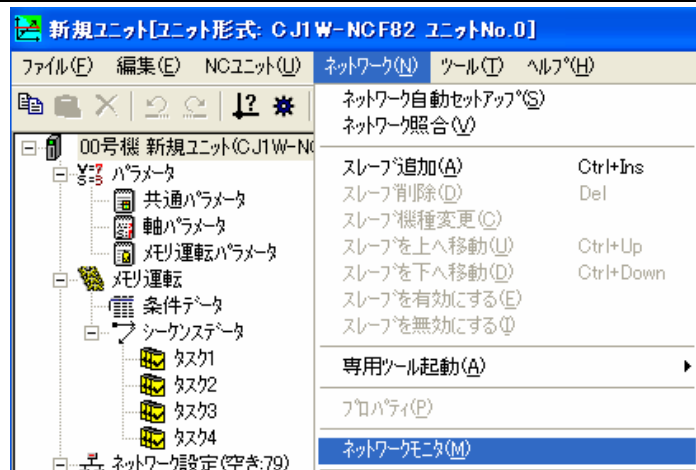 新規ユニット[ユニット形式: CJ1W-NCF82 ユニットNo.0]
ファイル(F) 編集(E) NCユニット(U) ネットワーク(N) ツール(T) ヘルプ(H)
ネットワーク自動セットアップ(S)
ネットワーク照合(V)
スレーブ追加(A) Ctrl+Ins
スレーブ削除(D) Del
スレーブ機種変更(C)
スレーブを上へ移動(U) Ctrl+Up
スレーブを下へ移動(D) Ctrl+Down
スレーブを有効にする(E)
スレーブを無効にする(I)
専用ツール起動(A)
プロパティ(P)
ネットワークモニタ(M)
00号機 新規ユニット(CJ1W-N
パラメータ
共通パラメータ
軸パラメータ
メモリ運転パラメータ
メモリ運転
条件データ
シーケンスデータ
タスク1
タスク2
タスク3
タスク4
ネットワーク設定(空き:79)